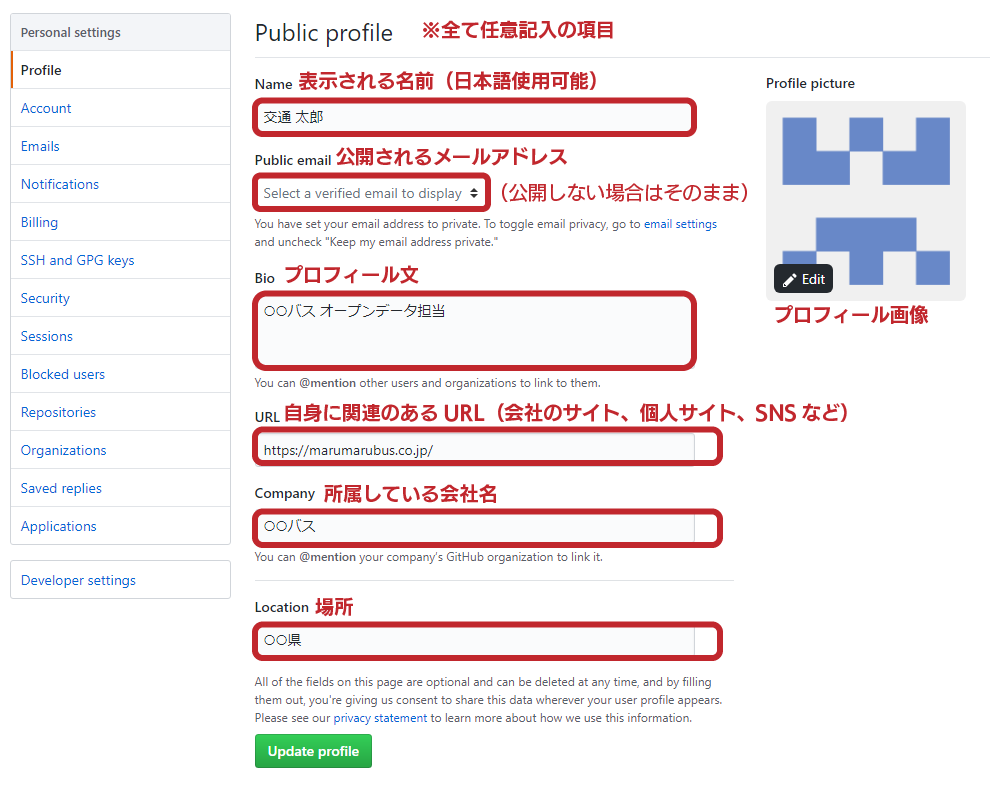 Personal settings
Profile
Account
Emails
Notifications
Billing
SSH and GPG keys
Security
Sessions
Blocked users
Repositories
Organizations
Saved replies
Applications
Developer settings
Public profile ※全て任意記入の項目
Name 表示される名前（日本語使用可能）
交通 太郎
Public email 公開されるメールアドレス
Select a verified email to display （公開しない場合はそのまま）
You have set your email address to private. To toggle email privacy, go to email settings
and uncheck "Keep my email address private."
Bio プロフィール文
○○バス オープンデータ担当
You can @mention other users and organizations to link to them.
URL 自身に関連のある URL（会社のサイト、個人サイト、SNS など）
https://marumarubus.co.jp/
Company 所属している会社名
○○バス
You can @mention your company's GitHub organization to link it.
Location 場所
○○県
All of the fields on this page are optional and can be deleted at any time, and by filling
them out, you're giving us consent to share this data wherever your user profile appears.
Please see our privacy statement to learn more about how we use this information.
Update profile
Profile picture
Edit
プロフィール画像